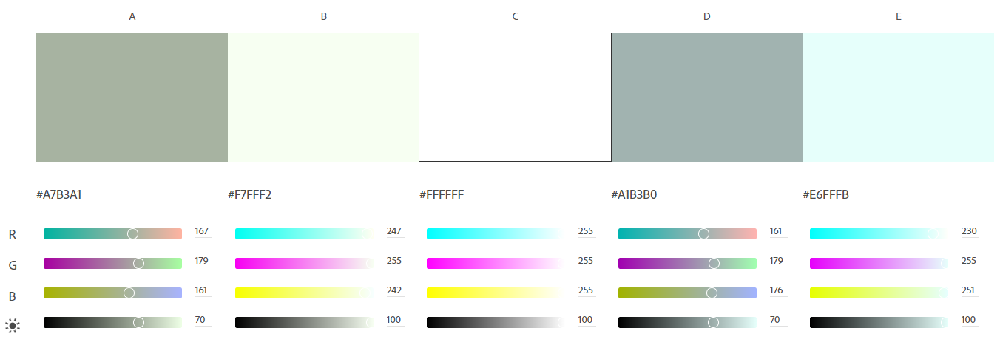 A B C D E
#A7B3A1 #F7FFF2 #FFFFFF #A1B3B0 #E6FFFB
R 167 247 255 161 230
G 179 255 255 179 255
B 161 242 255 176 251
70 100 100 70 100